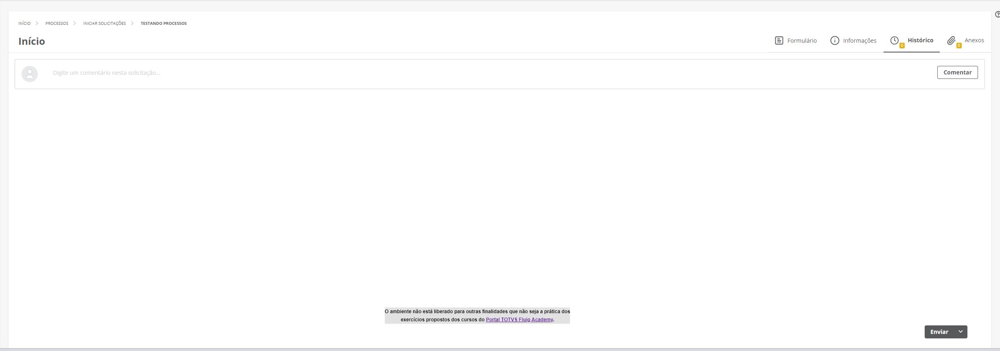 INÍCIO PROCESSOS INICIAR SOLICITAÇÕES TESTANDO PROCESSOS
Início
Formulário Informações 0 Histórico 0 Anexos
Digite um comentário nesta solicitação... Comentar
O ambiente não está liberado para outras finalidades que não seja a prática dos
exercícios propostos dos cursos do Portal TOTVS Fluig Academy.
Enviar